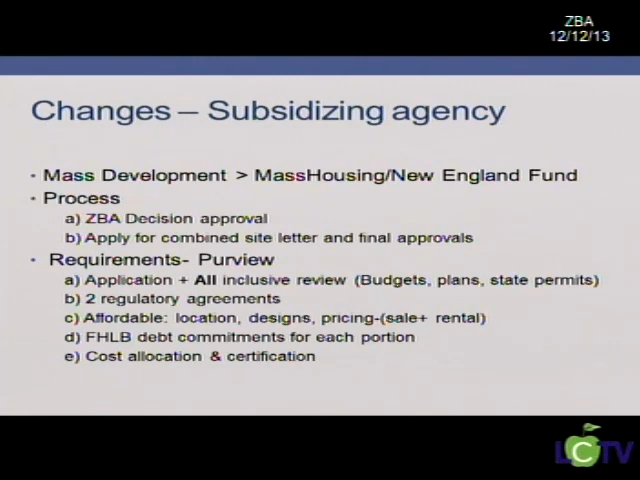 ZBA
12/12/13
Changes – Subsidizing agency
• Mass Development > MassHousing/New England Fund
• Process
a) ZBA Decision approval
b) Apply for combined site letter and final approvals
• Requirements- Purview
a) Application + All inclusive review (Budgets, plans, state permits)
b) 2 regulatory agreements
c) Affordable: location, designs, pricing-(sale+ rental)
d) FHLB debt commitments for each portion
e) Cost allocation & certification
LCTV